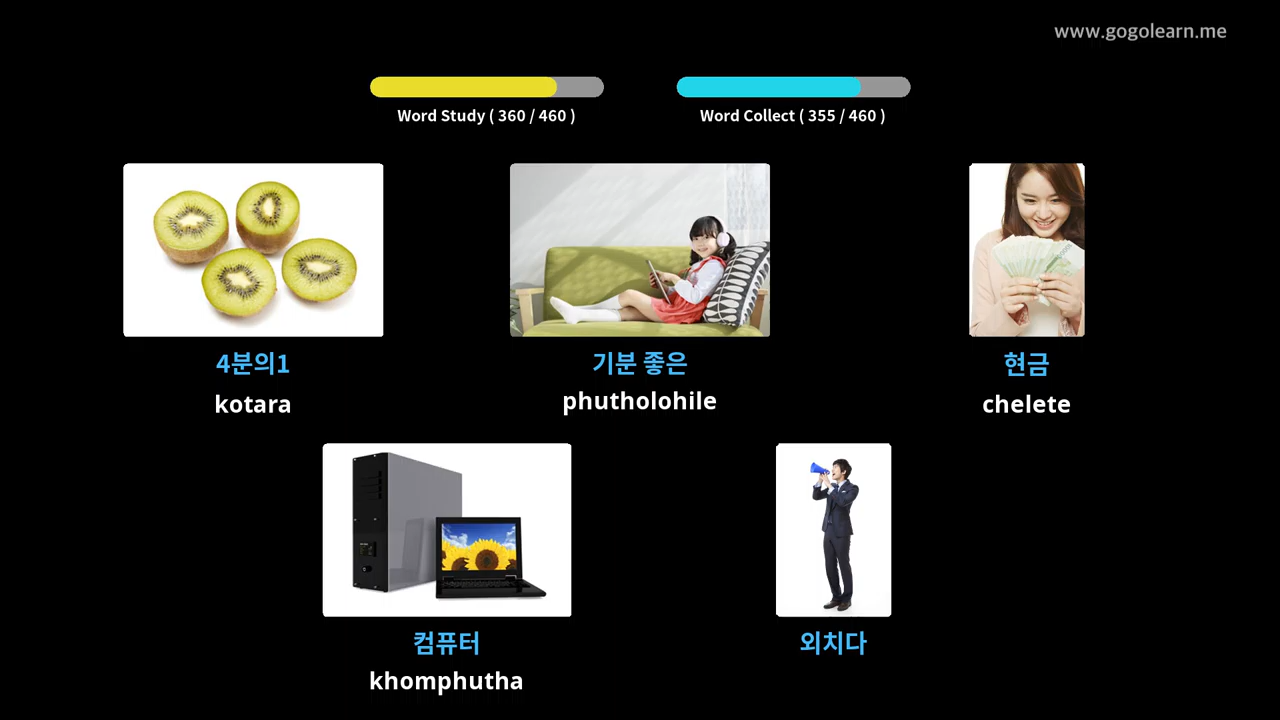 www.gogolearn.me
Word Study ( 360 / 460 )
Word Collect ( 355 / 460 )
4분의1
기분 좋은
현금
kotara
phutholohile
chelete
컴퓨터
외치다
khomphutha